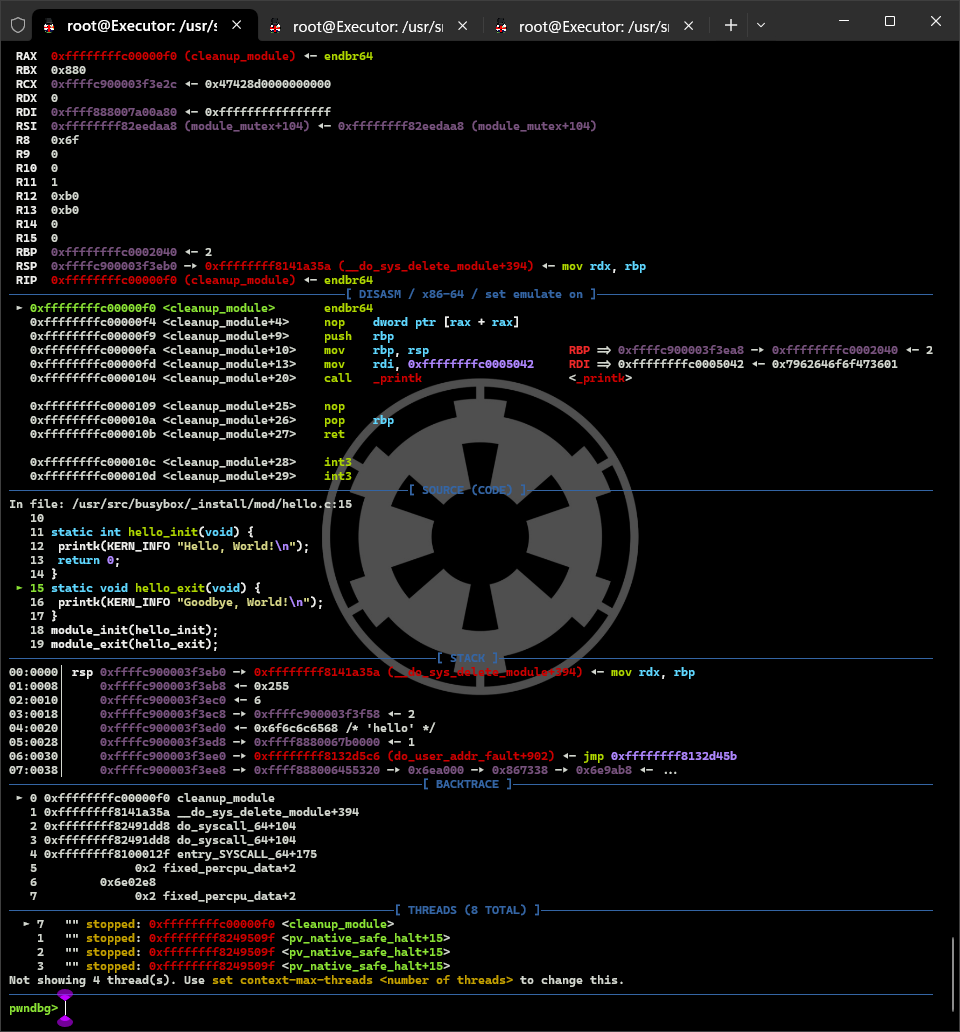 root@Executor: /usr/s root@Executor: /usr/s root@Executor: /usr/s
RAX 0xffffffffc00000f0 (cleanup_module) ◂— endbr64
RBX 0x880
RCX 0xffffc900003f3e2c ◂— 0x47428d0000000000
RDX 0
RDI 0xffff888007a00a80 ◂— 0xffffffffffffffff
RSI 0xffffffff82eedaa8 (module_mutex+104) ◂— 0xffffffff82eedaa8 (module_mutex+104)
R8 0x6f
R9 0
R10 0
R11 1
R12 0xb0
R13 0xb0
R14 0
R15 0
RBP 0xffffffffc0002040 ◂— 2
RSP 0xffffc900003f3eb0 —▸ 0xffffffff8141a35a (__do_sys_delete_module+394) ◂— mov rdx, rbp
RIP 0xffffffffc00000f0 (cleanup_module) ◂— endbr64
[ DISASM / x86-64 / set emulate on ]
► 0xffffffffc00000f0 <cleanup_module> endbr64
0xffffffffc00000f4 <cleanup_module+4> nop dword ptr [rax + rax]
0xffffffffc00000f9 <cleanup_module+9> push rbp
0xffffffffc00000fa <cleanup_module+10> mov rbp, rsp RBP => 0xffffc900003f3ea8 —▸ 0xffffffffc0002040 ◂— 2
0xffffffffc00000fd <cleanup_module+13> mov rdi, 0xffffffffc0005042 RDI => 0xffffffffc0005042 ◂— 0x7962646f6f473601
0xffffffffc0000104 <cleanup_module+20> call _printk <_printk>
0xffffffffc0000109 <cleanup_module+25> nop
0xffffffffc000010a <cleanup_module+26> pop rbp
0xffffffffc000010b <cleanup_module+27> ret
0xffffffffc000010c <cleanup_module+28> int3
0xffffffffc000010d <cleanup_module+29> int3
[ SOURCE (CODE) ]
In file: /usr/src/busybox/_install/mod/hello.c:15
10
11 static int hello_init(void) {
12 printk(KERN_INFO "Hello, World!\n");
13 return 0;
14 }
► 15 static void hello_exit(void) {
16 printk(KERN_INFO "Goodbye, World!\n");
17 }
18 module_init(hello_init);
19 module_exit(hello_exit);
[ STACK ]
00:0000│ rsp 0xffffc900003f3eb0 —▸ 0xffffffff8141a35a (__do_sys_delete_module+394) ◂— mov rdx, rbp
01:0008│ 0xffffc900003f3eb8 ◂— 0x255
02:0010│ 0xffffc900003f3ec0 ◂— 6
03:0018│ 0xffffc900003f3ec8 —▸ 0xffffc900003f3f58 ◂— 2
04:0020│ 0xffffc900003f3ed0 ◂— 0x6f6c6c6568 /* 'hello' */
05:0028│ 0xffffc900003f3ed8 —▸ 0xffff8880067b0000 ◂— 1
06:0030│ 0xffffc900003f3ee0 —▸ 0xffffffff8132d5c6 (do_user_addr_fault+902) ◂— jmp 0xffffffff8132d45b
07:0038│ 0xffffc900003f3ee8 —▸ 0xffff888006455320 —▸ 0x6ea000 —▸ 0x867338 —▸ 0x6e9ab8 ◂— ...
[ BACKTRACE ]
► 0 0xffffffffc00000f0 cleanup_module
1 0xffffffff8141a35a __do_sys_delete_module+394
2 0xffffffff82491dd8 do_syscall_64+104
3 0xffffffff82491dd8 do_syscall_64+104
4 0xffffffff8100012f entry_SYSCALL_64+175
5 0x2 fixed_percpu_data+2
6 0x6e02e8
7 0x2 fixed_percpu_data+2
[ THREADS (8 TOTAL) ]
► 7 "" stopped: 0xffffffffc00000f0 <cleanup_module>
1 "" stopped: 0xffffffff8249509f <pv_native_safe_halt+15>
2 "" stopped: 0xffffffff8249509f <pv_native_safe_halt+15>
3 "" stopped: 0xffffffff8249509f <pv_native_safe_halt+15>
Not showing 4 thread(s). Use set context-max-threads <number of threads> to change this.
pwndbg>